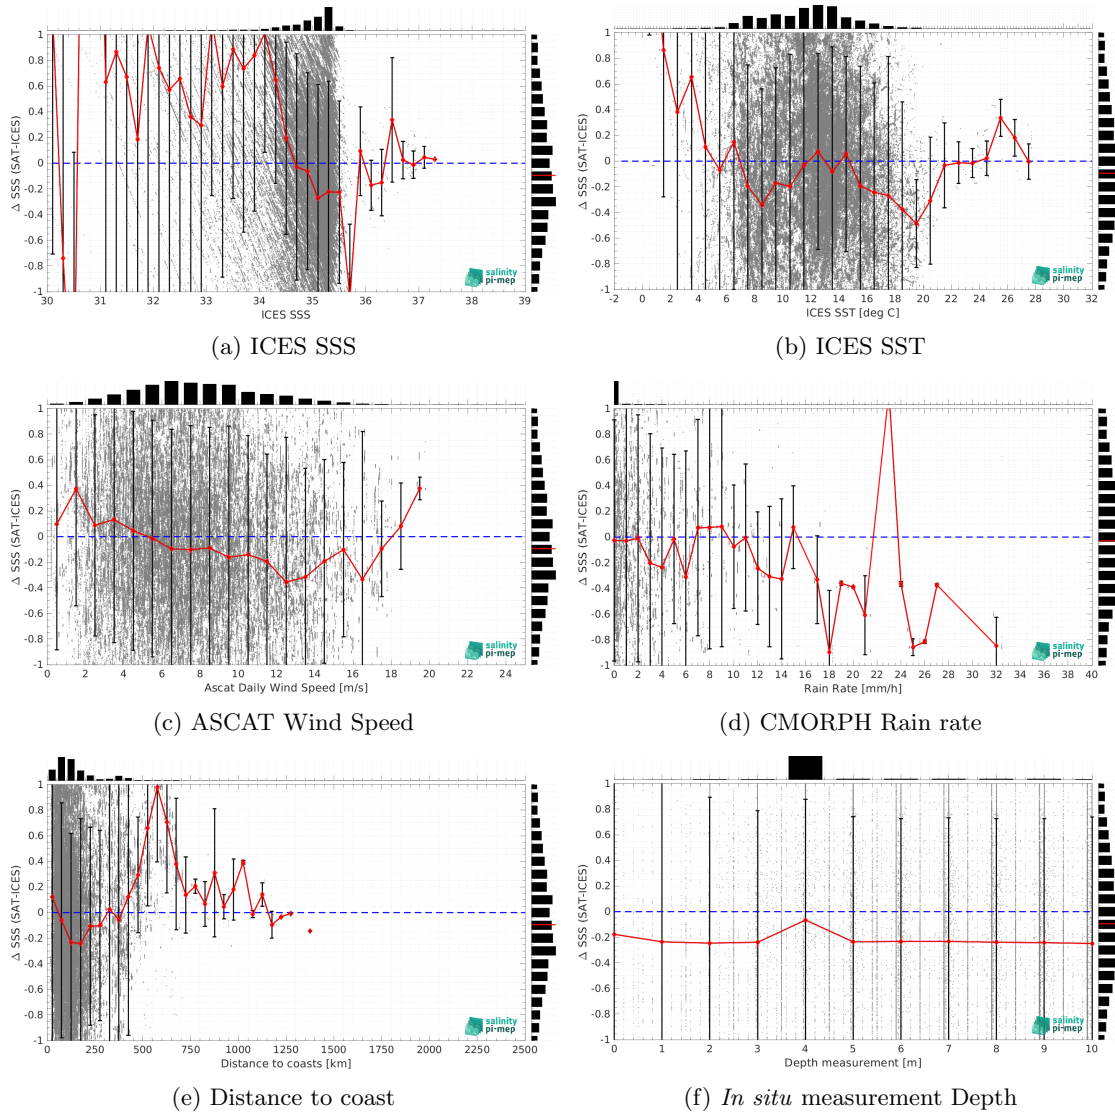 1
0.8
0.6
0.4
0.2
0
-0.2
-0.4
-0.6
-0.8
-1
Δ SSS (SAT-ICES)
30 31 32 33 34 35 36 37 38 39
ICES SSS
salinity
pi-mep
(a) ICES SSS
1
0.8
0.6
0.4
0.2
0
-0.2
-0.4
-0.6
-0.8
-1
Δ SSS (SAT-ICES)
-2 0 2 4 6 8 10 12 14 16 18 20 22 24 26 28 30 32
ICES SST [deg C]
salinity
pi-mep
(b) ICES SST
1
0.8
0.6
0.4
0.2
0
-0.2
-0.4
-0.6
-0.8
-1
Δ SSS (SAT-ICES)
0 2 4 6 8 10 12 14 16 18 20 22 24
Ascat Daily Wind Speed [m/s]
salinity
pi-mep
(c) ASCAT Wind Speed
1
0.8
0.6
0.4
0.2
0
-0.2
-0.4
-0.6
-0.8
-1
Δ SSS (SAT-ICES)
0 2 4 6 8 10 12 14 16 18 20 22 24 26 28 30 32 34 36 38 40
Rain Rate [mm/h]
salinity
pi-mep
(d) CMORPH Rain rate
1
0.8
0.6
0.4
0.2
0
-0.2
-0.4
-0.6
-0.8
-1
Δ SSS (SAT-ICES)
0 250 500 750 1000 1250 1500 1750 2000 2250 2500
Distance to coasts [km]
salinity
pi-mep
(e) Distance to coast
1
0.8
0.6
0.4
0.2
0
-0.2
-0.4
-0.6
-0.8
-1
Δ SSS (SAT-ICES)
0 1 2 3 4 5 6 7 8 9 10
Depth measurement [m]
salinity
pi-mep
(f) In situ measurement Depth